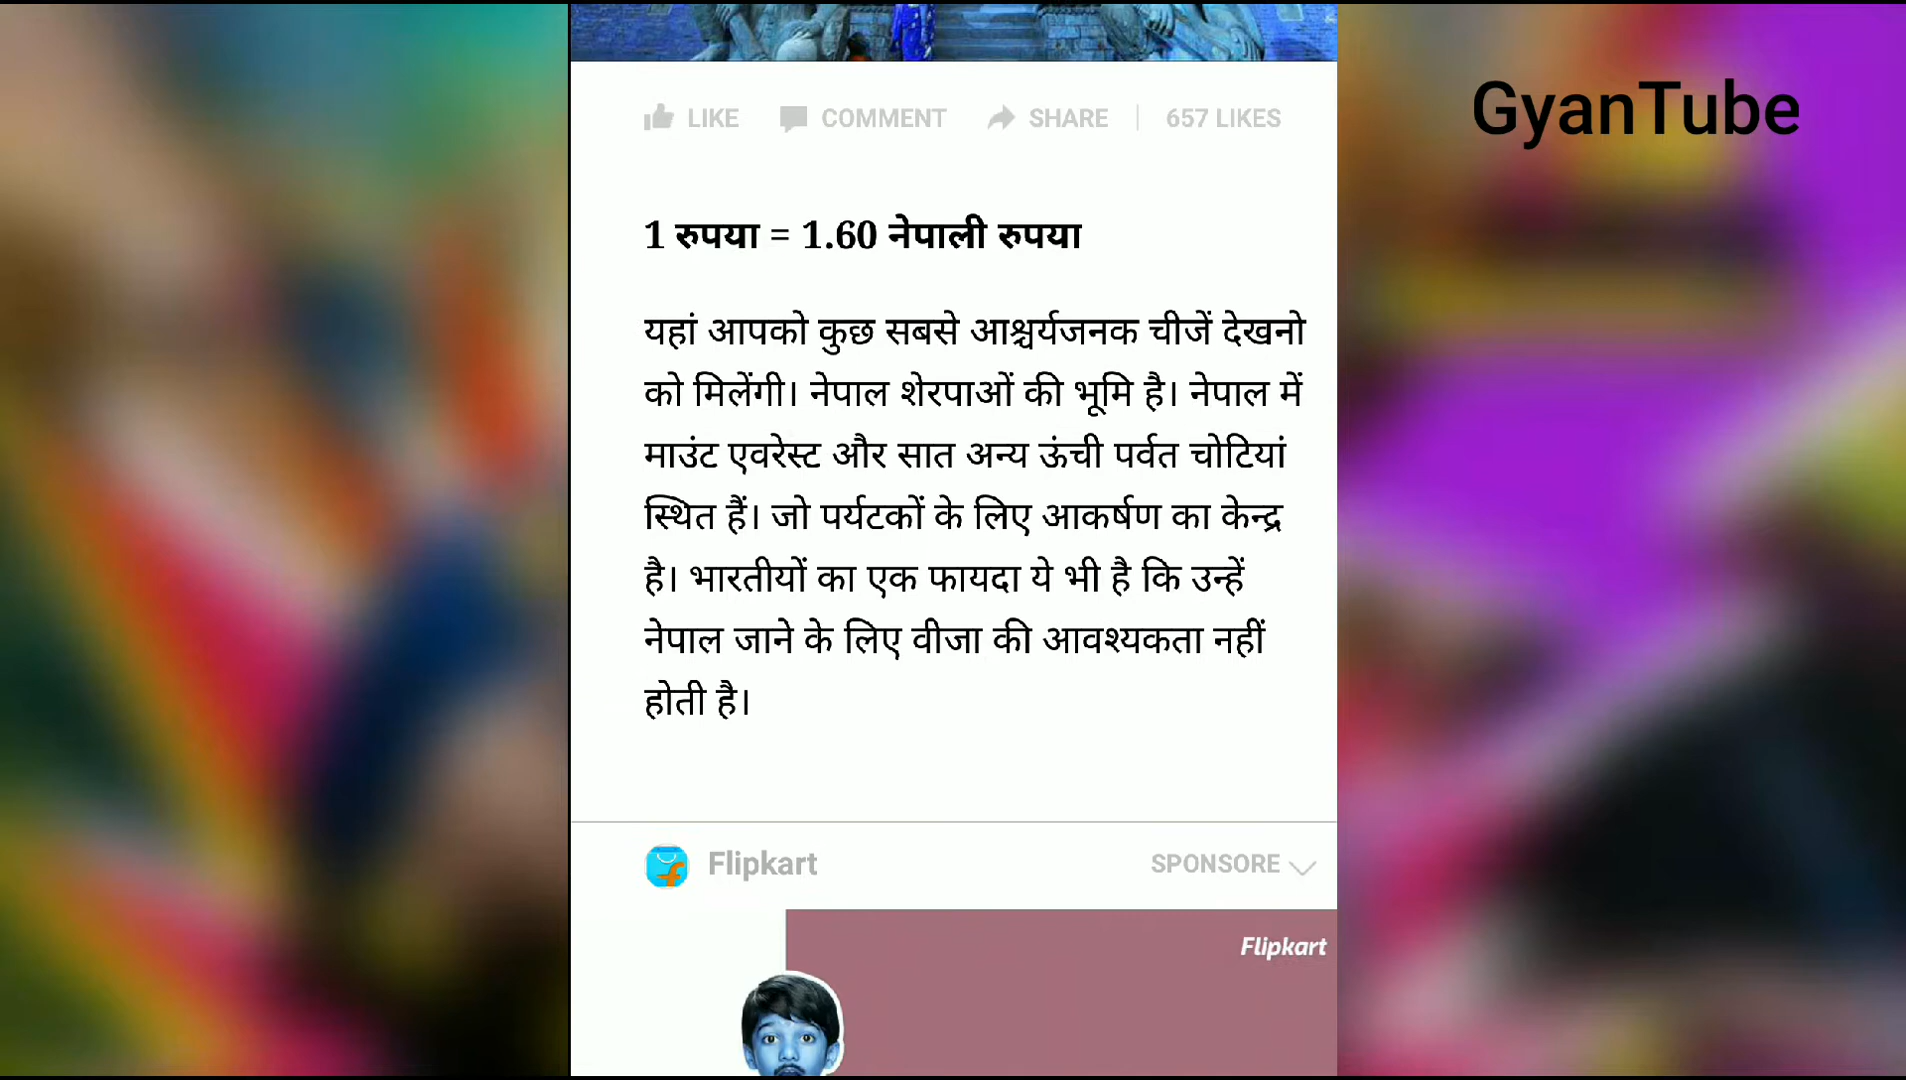 GyanTube
LIKE COMMENT SHARE 657 LIKES
1 रुपया = 1.60 नेपाली रुपया
यहां आपको कुछ सबसे आश्चर्यजनक चीजें देखनो
को मिलेंगी। नेपाल शेरपाओं की भूमि है। नेपाल में
माउंट एवरेस्ट और सात अन्य ऊंची पर्वत चोटियां
स्थित हैं। जो पर्यटकों के लिए आकर्षण का केन्द्र
है। भारतीयों का एक फायदा ये भी है कि उन्हें
नेपाल जाने के लिए वीजा की आवश्यकता नहीं
होती है।
Flipkart SPONSORE
Flipkart